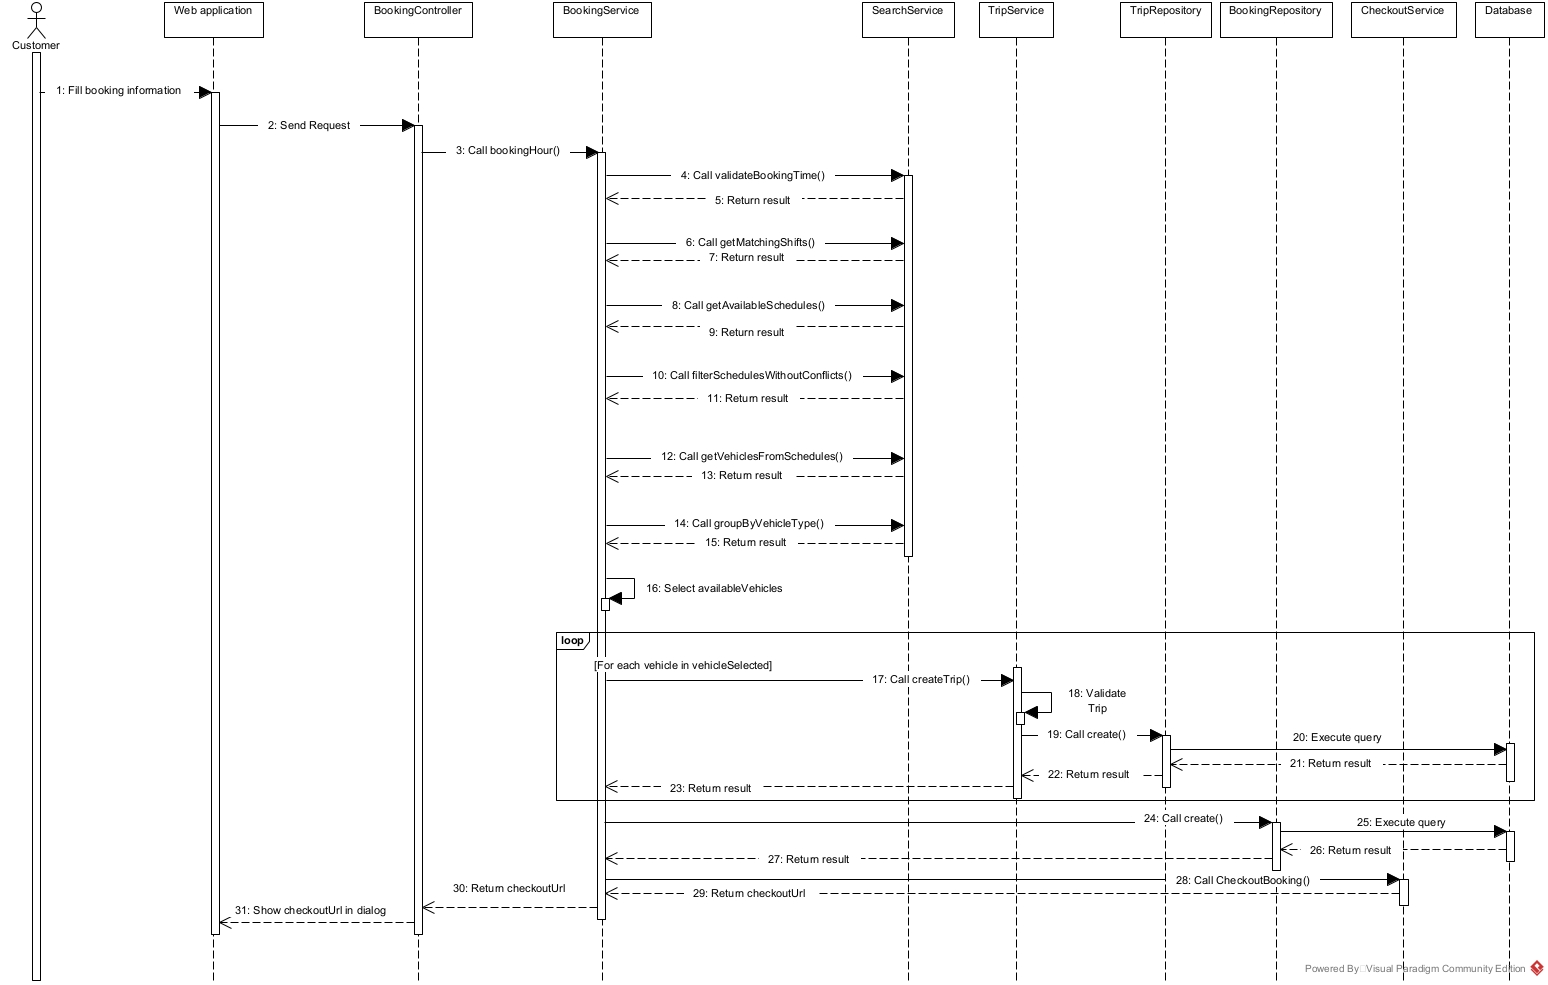 Customer
Web application
BookingController
BookingService
SearchService
TripService
TripRepository
BookingRepository
CheckoutService
Database
1: Fill booking information
2: Send Request
3: Call bookingHour()
4: Call validateBookingTime()
5: Return result
6: Call getMatchingShifts()
7: Return result
8: Call getAvailableSchedules()
9: Return result
10: Call filterSchedulesWithoutConflicts()
11: Return result
12: Call getVehiclesFromSchedules()
13: Return result
14: Call groupByVehicleType()
15: Return result
16: Select availableVehicles
loop
[For each vehicle in vehicleSelected]
17: Call createTrip()
18: Validate
Trip
19: Call create()
20: Execute query
21: Return result
22: Return result
23: Return result
24: Call create()
25: Execute query
26: Return result
27: Return result
28: Call CheckoutBooking()
29: Return checkoutUrl
30: Return checkoutUrl
31: Show checkoutUrl in dialog
Powered By Visual Paradigm Community Edition